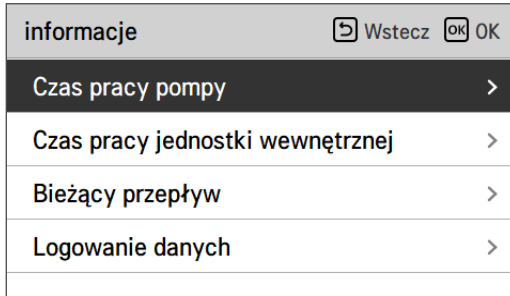 informacje Wstecz OK OK
Czas pracy pompy
Czas pracy jednostki wewnętrznej
Bieżący przepływ
Logowanie danych